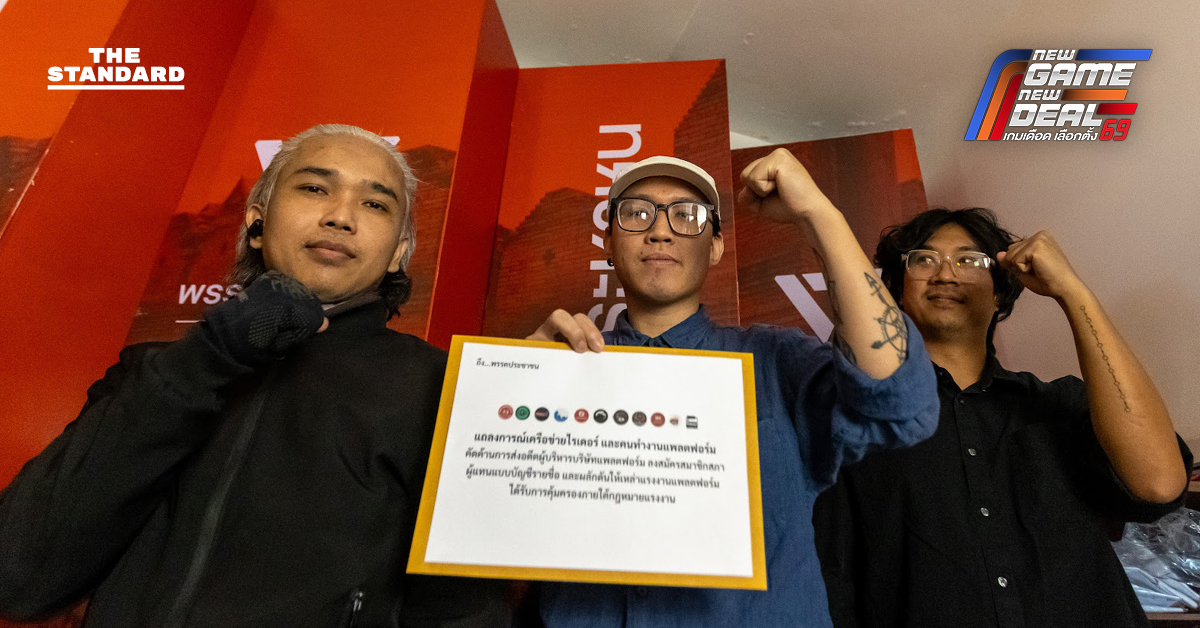 THE
STANDARD
NEW
GAME
NEW
DEAL
เกมเดือด เลือกตั้ง 69
ถึง...พรรคประชาชน
แถลงการณ์เครือข่ายไรเดอร์ และคนทำงานแพลตฟอร์ม
คัดค้านการส่งอดีตผู้บริหารบริษัทแพลตฟอร์ม ลงสมัครสมาชิกสภา
ผู้แทนแบบบัญชีรายชื่อ และผลักดันให้เหล่าแรงงานแพลตฟอร์ม
ได้รับการคุ้มครองภายใต้กฎหมายแรงงาน